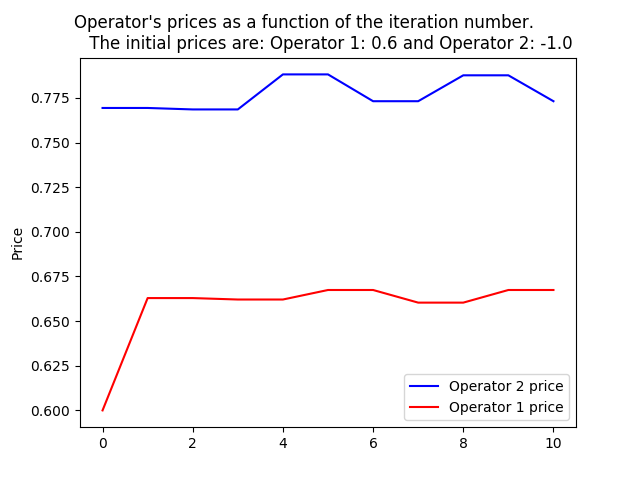 Operator's prices as a function of the iteration number.
The initial prices are: Operator 1: 0.6 and Operator 2: -1.0
Price
0.775
0.750
0.725
0.700
0.675
0.650
0.625
0.600
Operator 2 price
Operator 1 price
0 2 4 6 8 10